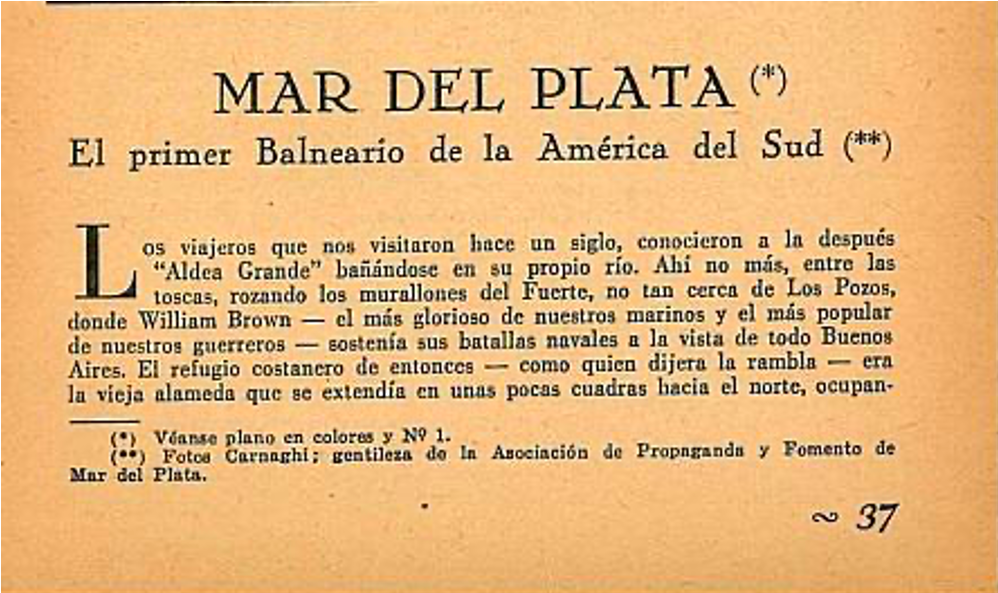 MAR DEL PLATA (*)
El primer Balneario de la América del Sud (**)
Los viajeros que nos visitaron hace un siglo, conocieron a la después
"Aldea Grande" bañándose en su propio río. Ahí no más, entre las
toscas, rozando los murallones del Fuerte, no tan cerca de Los Pozos,
donde William Brown — el más glorioso de nuestros marinos y el más popular
de nuestros guerreros — sostenía sus batallas navales a la vista de todo Buenos
Aires. El refugio costanero de entonces — como quien dijera la rambla — era
la vieja alameda que se extendía en unas pocas cuadras hacia el norte, ocupan-
(*) Véanse plano en colores y Nº 1.
(**) Fotos Carnaghi; gentileza de la Asociación de Propaganda y Fomento de
Mar del Plata.
~ 37